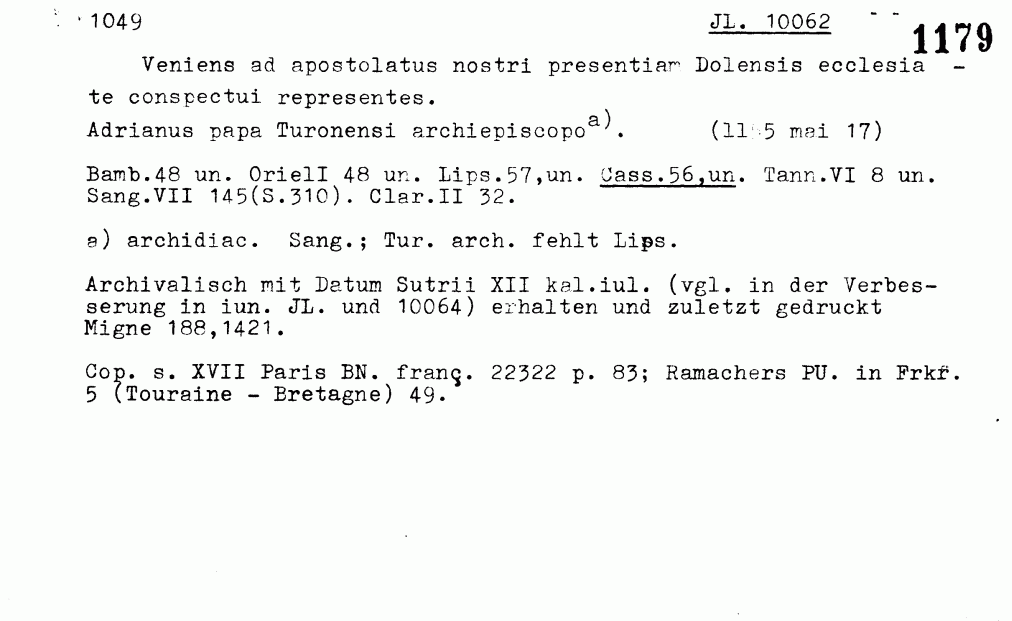 1049 JL. 10062 1179
Veniens ad apostolatus nostri presentiam Dolensis ecclesia -
te conspectui representes.
Adrianus papa Turonensi archiepiscopo a). (1155 mai 17)
Bamb.48 un. OrielI 48 un. Lips.57,un. Cass.56,un. Tann.VI 8 un.
Sang.VII 145(S.310). Clar.II 32.
a) archidiac. Sang.; Tur. arch. fehlt Lips.
Archivalisch mit Datum Sutrii XII kal.iul. (vgl. in der Verbes-
serung in iun. JL. und 10064) erhalten und zuletzt gedruckt
Migne 188,1421.
Cop. s. XVII Paris BN. franç. 22322 p. 83; Ramachers PU. in Frkr.
5 (Touraine - Bretagne) 49.